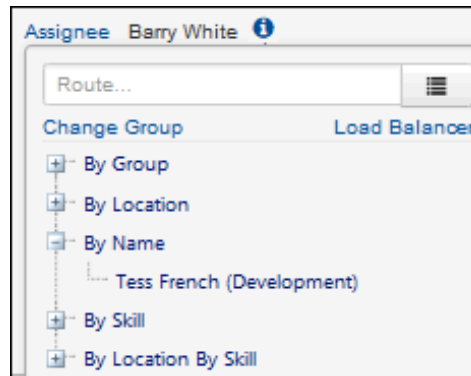 Assignee Barry White
Route...
Change Group Load Balancer
By Group
By Location
By Name
Tess French (Development)
By Skill
By Location By Skill